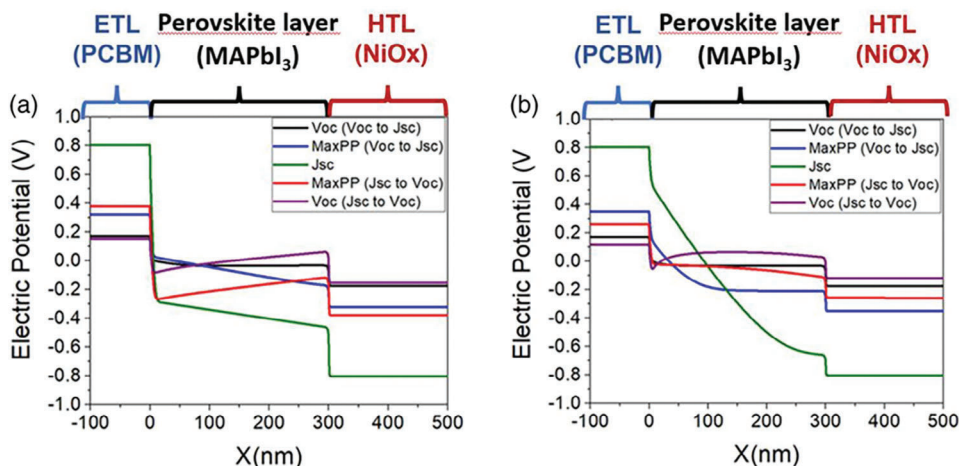 ETL
(PCBM)
Perovskite layer
(MAPbI₃)
HTL
(NiOx)
(a)
1.0
0.8
0.6
0.4
0.2
0.0
-0.2
-0.4
-0.6
-0.8
-1.0
Electric Potential (V)
Voc (Voc to Jsc)
MaxPP (Voc to Jsc)
Jsc
MaxPP (Jsc to Voc)
Voc (Jsc to Voc)
-100 0 100 200 300 400 500
X(nm)
ETL
(PCBM)
Perovskite layer
(MAPbI₃)
HTL
(NiOx)
(b)
1.0
0.8
0.6
0.4
0.2
0.0
-0.2
-0.4
-0.6
-0.8
-1.0
Electric Potential (V
Voc (Voc to Jsc)
MaxPP (Voc to Jsc)
Jsc
MaxPP (Jsc to Voc)
Voc (Jsc to Voc)
-100 0 100 200 300 400 500
X(nm)